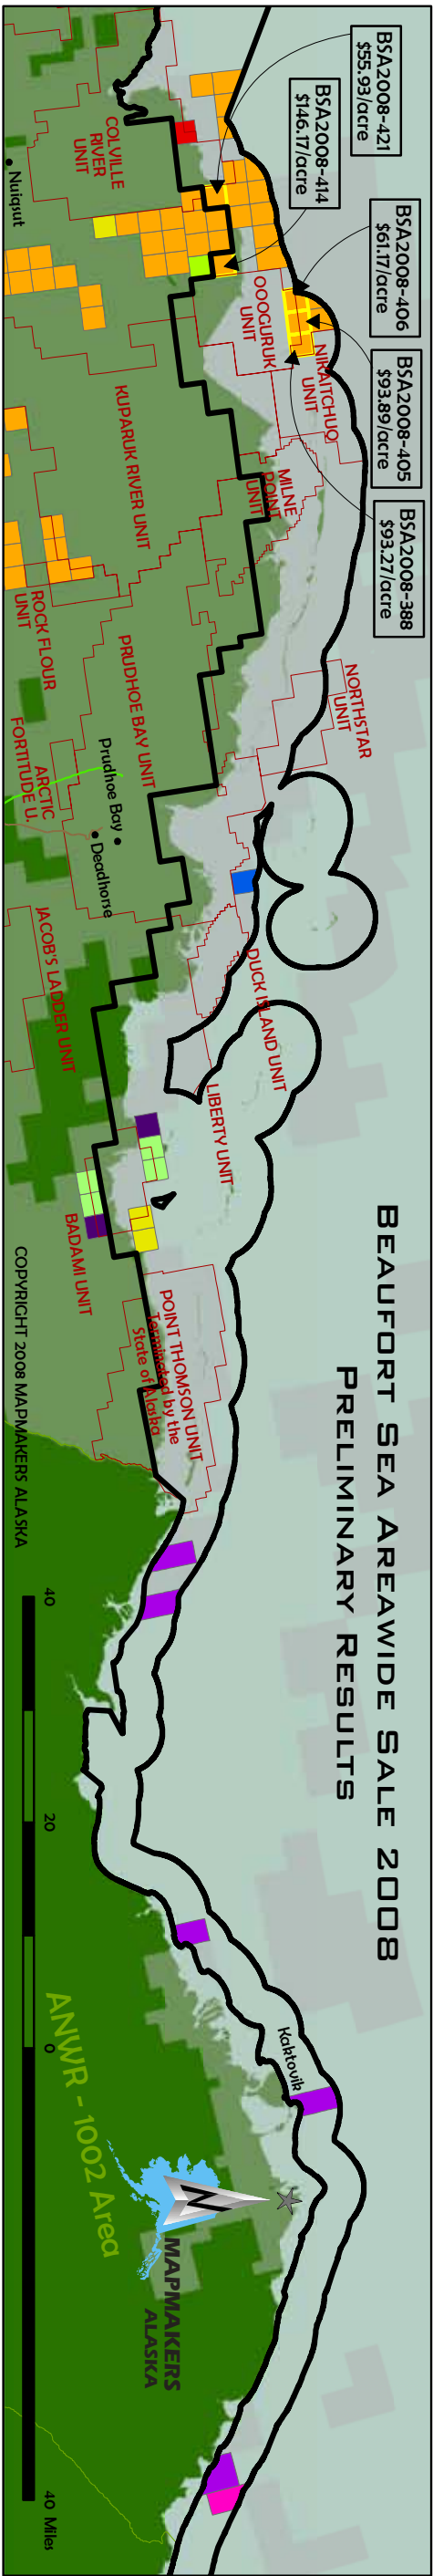 BEAUFORT SEA AREAWIDE SALE 2008
PRELIMINARY RESULTS
BSA2008-421
$55.93/acre
BSA2008-414
$146.17/acre
BSA2008-406
$61.17/acre
BSA2008-405
$93.89/acre
BSA2008-388
$93.27/acre
COLVILLE
RIVER
UNIT
Nuiqsut
OOOGURUK
UNIT
NIKAITCHUQ
UNIT
KUPARUK RIVER UNIT
MILNE
POINT
UNIT
ROCK FLOUR
UNIT
PRUDHOE BAY UNIT
NORTHSTAR
UNIT
ARCTIC
FORTITUDE U.
Prudhoe Bay
Deadhorse
JACOB'S LADDER UNIT
DUCK ISLAND UNIT
LIBERTY UNIT
BADAMI UNIT
POINT THOMSON UNIT
Terminated by the
State of Alaska
Kaktovik
ANWR - 1002 Area
N
MAPMAKERS
ALASKA
COPYRIGHT 2008 MAPMAKERS ALASKA
40 20 0 40 Miles